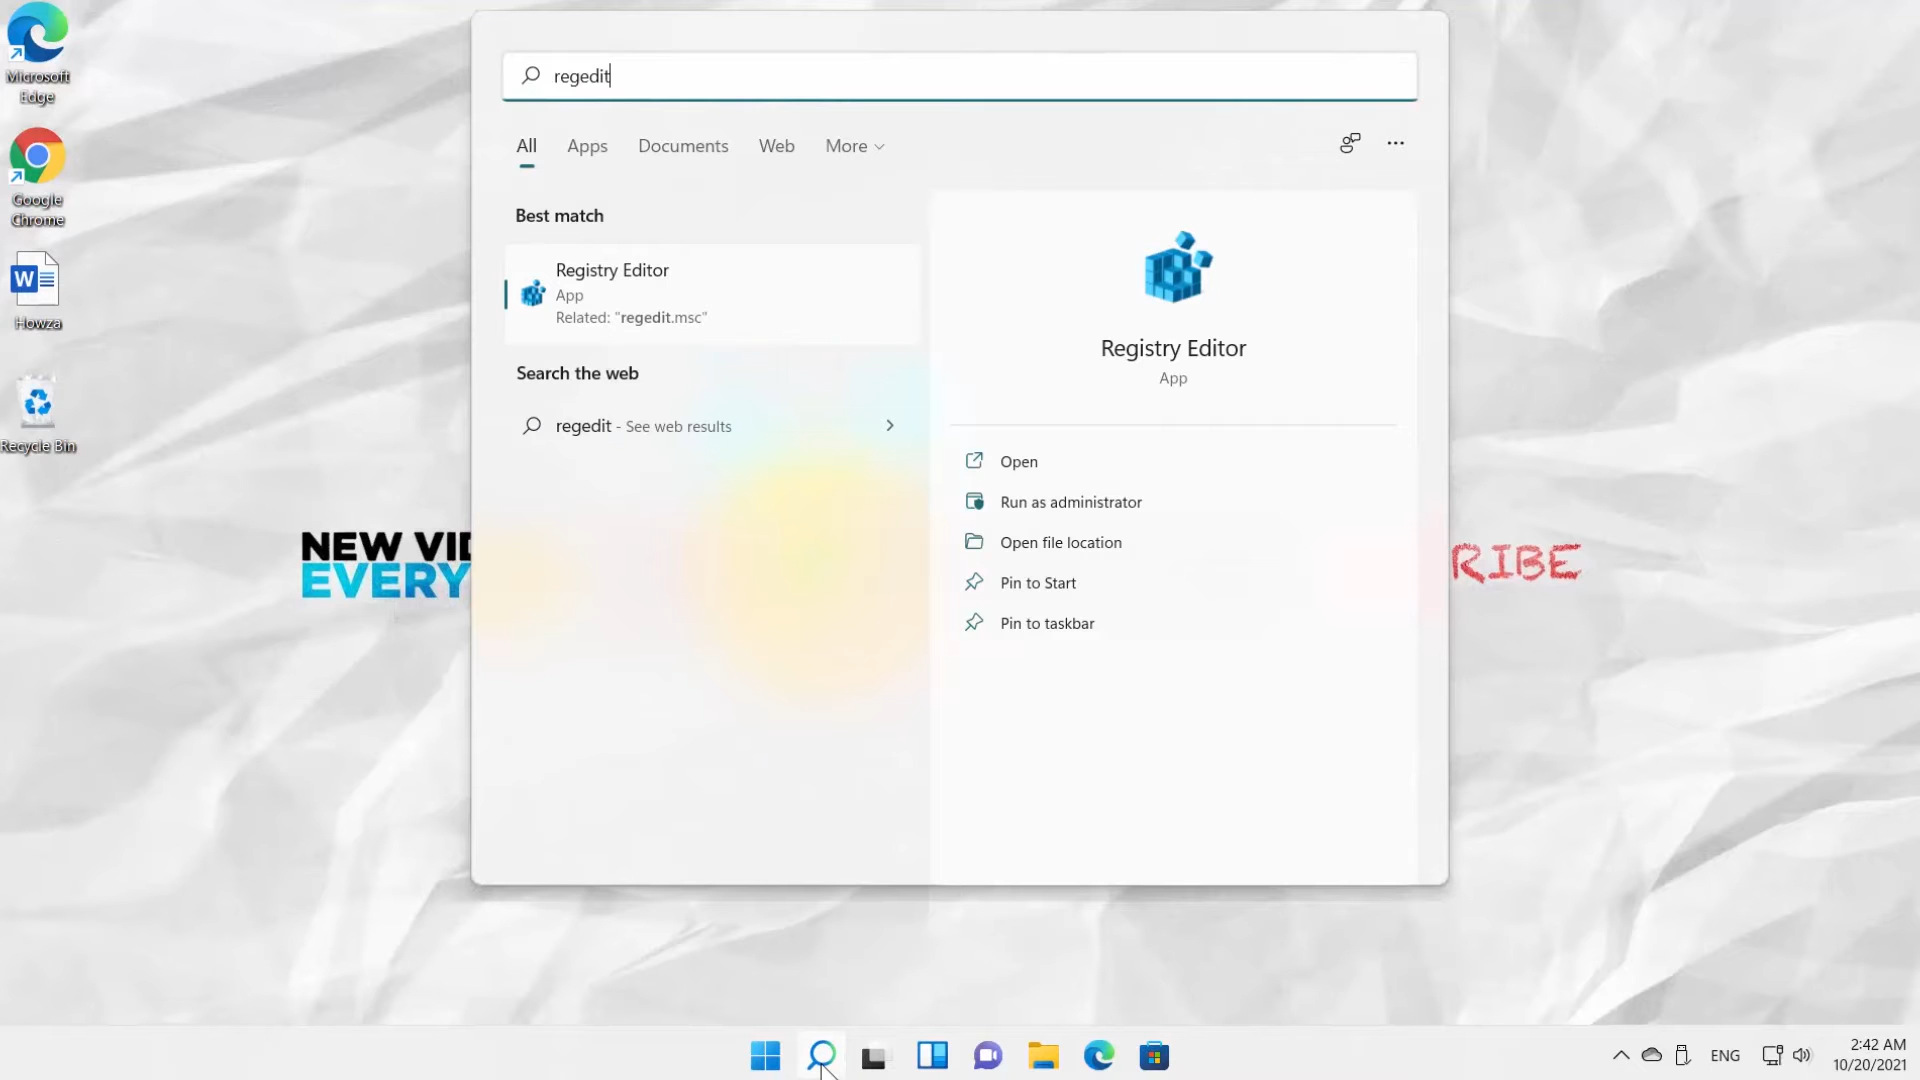 Microsoft
Edge
Google
Chrome
Howza
Recycle Bin
NEW VID
EVERY
RIBE
regedit
All Apps Documents Web More
Best match
Registry Editor
App
Related: "regedit.msc"
Search the web
regedit - See web results
Registry Editor
App
Open
Run as administrator
Open file location
Pin to Start
Pin to taskbar
ENG
2:42 AM
10/20/2021